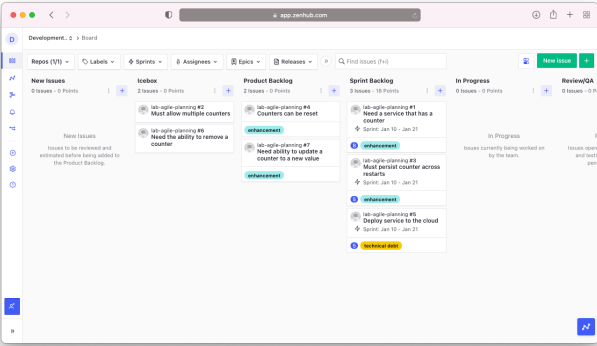 app.zenhub.com
D
Development..
Board
Repos (1/1)
Labels
Sprints
Assignees
Epics
Releases
Find issues (f+i)
New issue
+
New Issues
0 Issues - 0 Points
New Issues
Issues to be reviewed and
estimated before being added to
the Product Backlog.
Icebox
2 Issues - 0 Points
lab-agile-planning #2
Must allow multiple counters
lab-agile-planning #6
Need the ability to remove a
counter
Product Backlog
2 Issues - 0 Points
lab-agile-planning #4
Counters can be reset
enhancement
lab-agile-planning #7
Need ability to update a
counter to a new value
enhancement
Sprint Backlog
3 Issues - 18 Points
lab-agile-planning #1
Need a service that has a
counter
Sprint: Jan 10 - Jan 21
enhancement
lab-agile-planning #3
Must persist counter across
restarts
Sprint: Jan 10 - Jan 21
enhancement
lab-agile-planning #5
Deploy service to the cloud
Sprint: Jan 10 - Jan 21
technical debt
In Progress
0 Issues - 0 Points
In Progress
Issues currently being worked on
by the team.
Review/QA
0 Issues - 0 P
Issues open
and testi
pen